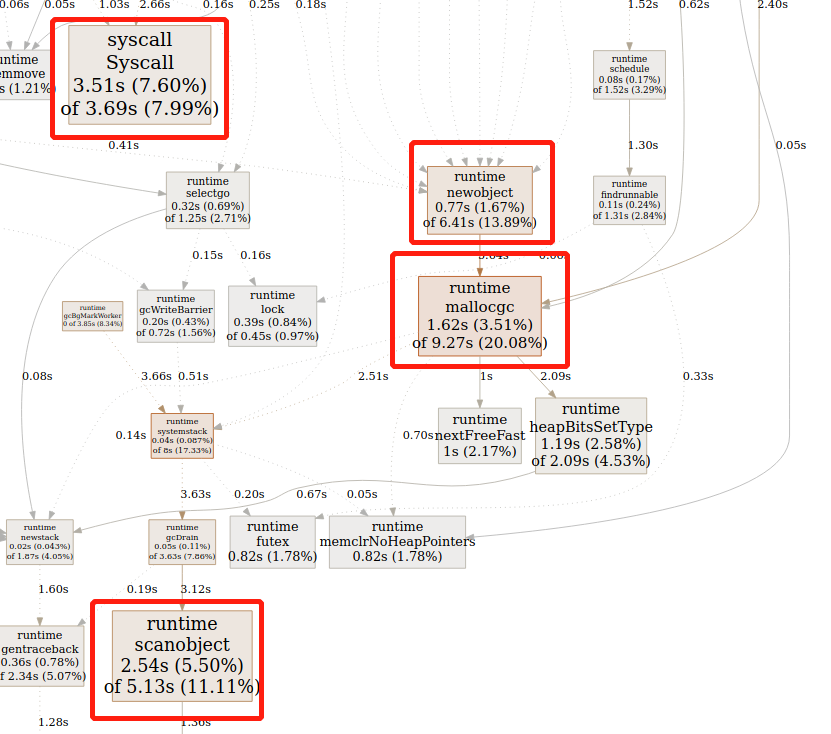 0.06s
0.05s
1.03s
2.66s
0.16s
0.25s
0.18s
1.52s
0.62s
2.40s
syscall
Syscall
3.51s (7.60%)
of 3.69s (7.99%)
untime
emmove
s (1.21%
runtime
schedule
0.08s (0.17%)
of 1.52s (3.29%)
0.41s
1.30s
0.05s
runtime
selectgo
0.32s (0.69%)
of 1.25s (2.71%)
runtime
newobject
0.77s (1.67%)
of 6.41s (13.89%)
runtime
findrunnable
0.11s (0.24%)
of 1.31s (2.84%)
0.15s
0.16s
5.64s
0.06s
runtime
gcBgMarkWorker
0 of 3.85s (8.34%)
runtime
gcWriteBarrier
0.20s (0.43%)
of 0.72s (1.56%)
runtime
lock
0.39s (0.84%)
of 0.45s (0.97%)
runtime
mallocgc
1.62s (3.51%)
of 9.27s (20.08%)
0.08s
3.66s
0.51s
2.51s
1s
2.09s
0.33s
runtime
systemstack
0.04s (0.087%)
of 8s (17.33%)
0.14s
0.70s
runtime
nextFreeFast
1s (2.17%)
runtime
heapBitsSetType
1.19s (2.58%)
of 2.09s (4.53%)
3.63s
0.20s
0.67s
0.05s
runtime
newstack
0.02s (0.043%)
of 1.87s (4.05%)
runtime
gcDrain
0.05s (0.11%)
of 3.63s (7.86%)
runtime
futex
0.82s (1.78%)
runtime
memclrNoHeapPointers
0.82s (1.78%)
1.60s
0.19s
3.12s
runtime
gentraceback
0.36s (0.78%)
f 2.34s (5.07%)
runtime
scanobject
2.54s (5.50%)
of 5.13s (11.11%)
1.28s
1.36s